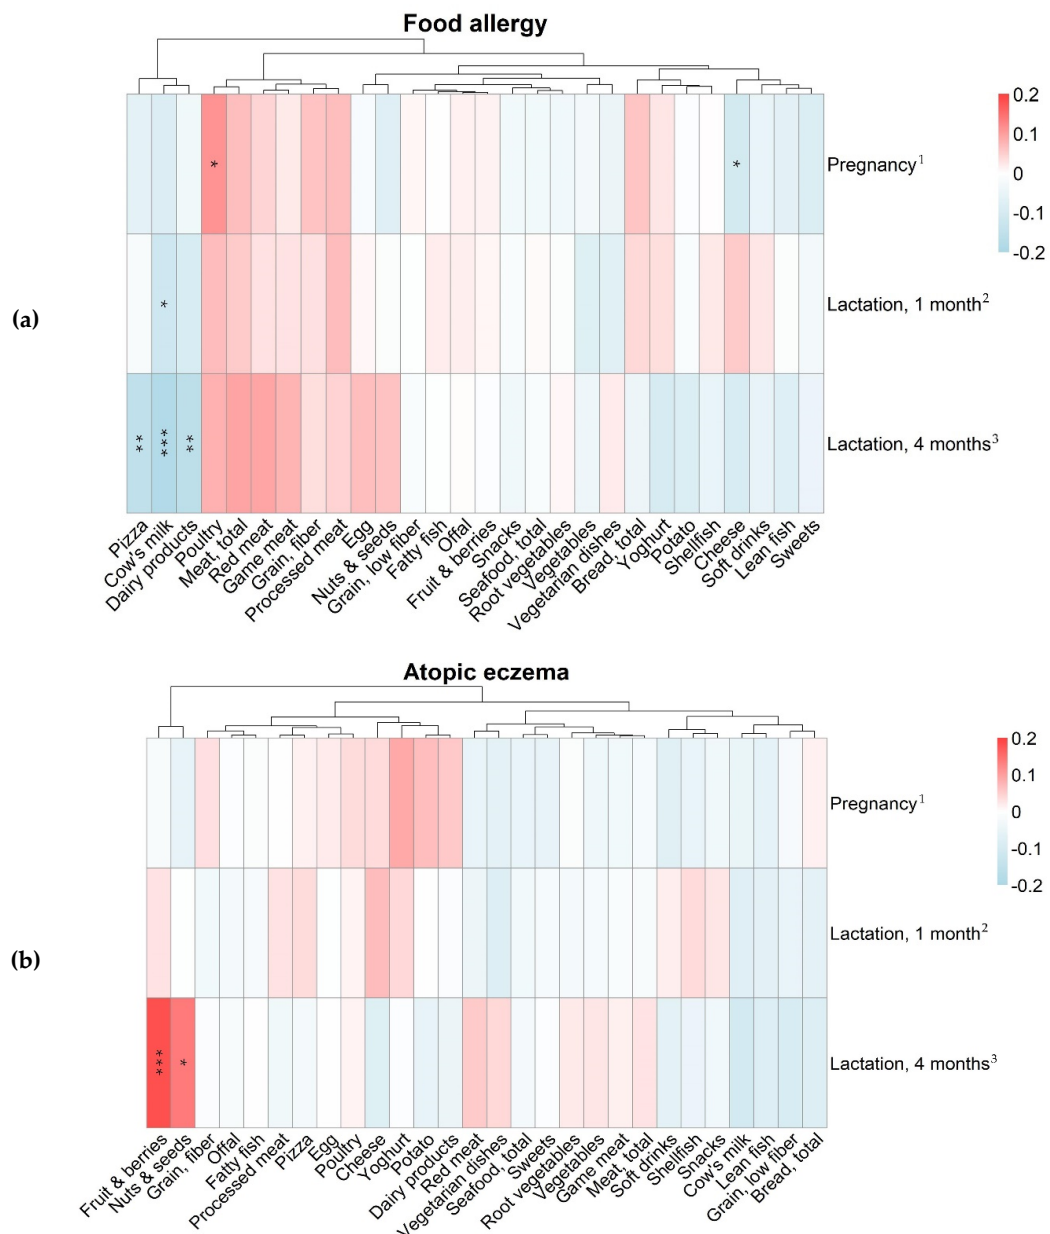 Food allergy
0.2
0.1
0
-0.1
-0.2
*
*
Pregnancy1
*
Lactation, 1 month2
(a)
**
***
**
Lactation, 4 months3
Pizza
Cow's milk
Dairy products
Poultry
Meat, total
Red meat
Game meat
Grain, fiber
Processed meat
Egg
Nuts & seeds
Grain, low fiber
Fatty fish
Offal
Fruit & berries
Snacks
Seafood, total
Root vegetables
Vegetables
Vegetarian dishes
Bread, total
Yoghurt
Potato
Shellfish
Cheese
Soft drinks
Lean fish
Sweets
Atopic eczema
0.2
0.1
0
-0.1
-0.2
Pregnancy1
Lactation, 1 month2
(b)
***
*
Lactation, 4 months3
Fruit & berries
Nuts & seeds
Grain, fiber
Offal
Fatty fish
Processed meat
Pizza
Egg
Poultry
Cheese
Yoghurt
Potato
Dairy products
Red meat
Vegetarian dishes
Seafood, total
Sweets
Root vegetables
Vegetables
Game meat
Meat, total
Soft drinks
Shellfish
Snacks
Cow's milk
Lean fish
Grain, low fiber
Bread, total